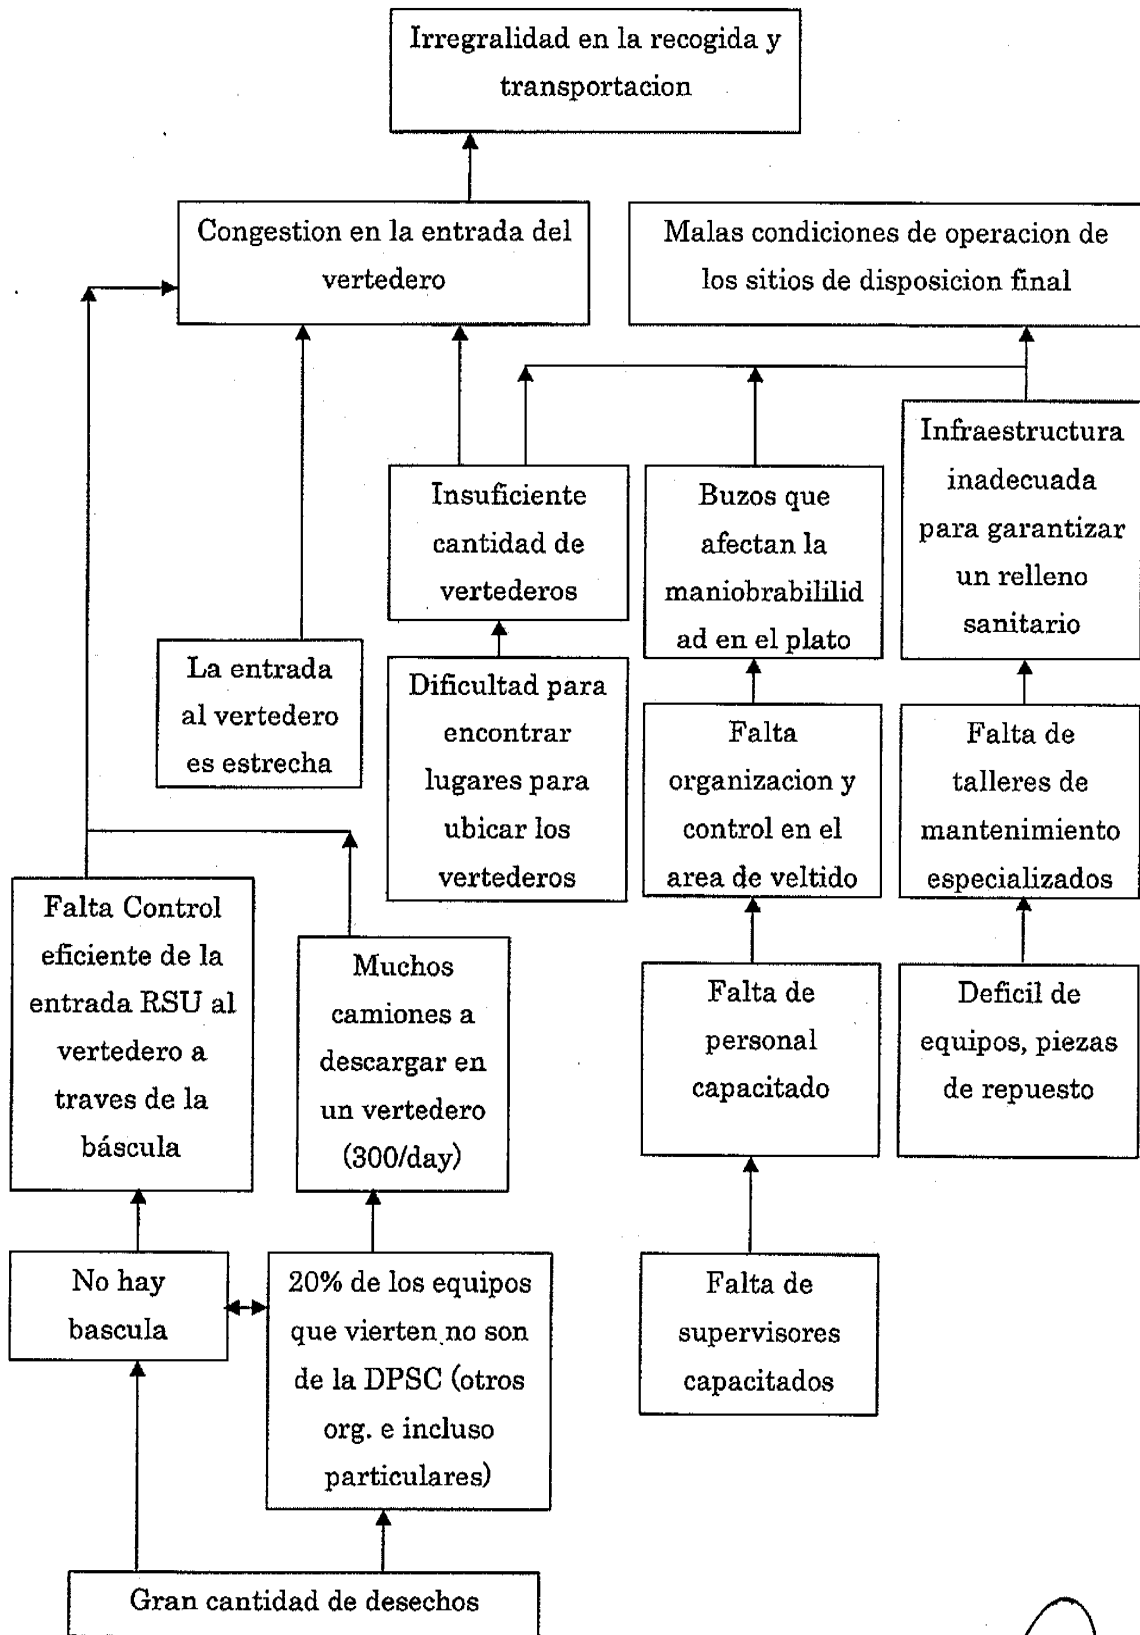 Irregralidad en la recogida y
transportacion
Congestion en la entrada del
vertedero
Malas condiciones de operacion de
los sitios de disposicion final
Insuficiente
cantidad de
vertederos
Buzos que
afectan la
maniobrabililid
ad en el plato
Infraestructura
inadecuada
para garantizar
un relleno
sanitario
La entrada
al vertedero
es estrecha
Dificultad para
encontrar
lugares para
ubicar los
vertederos
Falta
organizacion y
control en el
area de veltido
Falta de
talleres de
mantenimiento
especializados
Falta Control
eficiente de la
entrada RSU al
vertedero a
traves de la
báscula
Muchos
camiones a
descargar en
un vertedero
(300/day)
Falta de
personal
capacitado
Deficil de
equipos, piezas
de repuesto
No hay
bascula
20% de los equipos
que vierten no son
de la DPSC (otros
org. e incluso
particulares)
Falta de
supervisores
capacitados
Gran cantidad de desechos